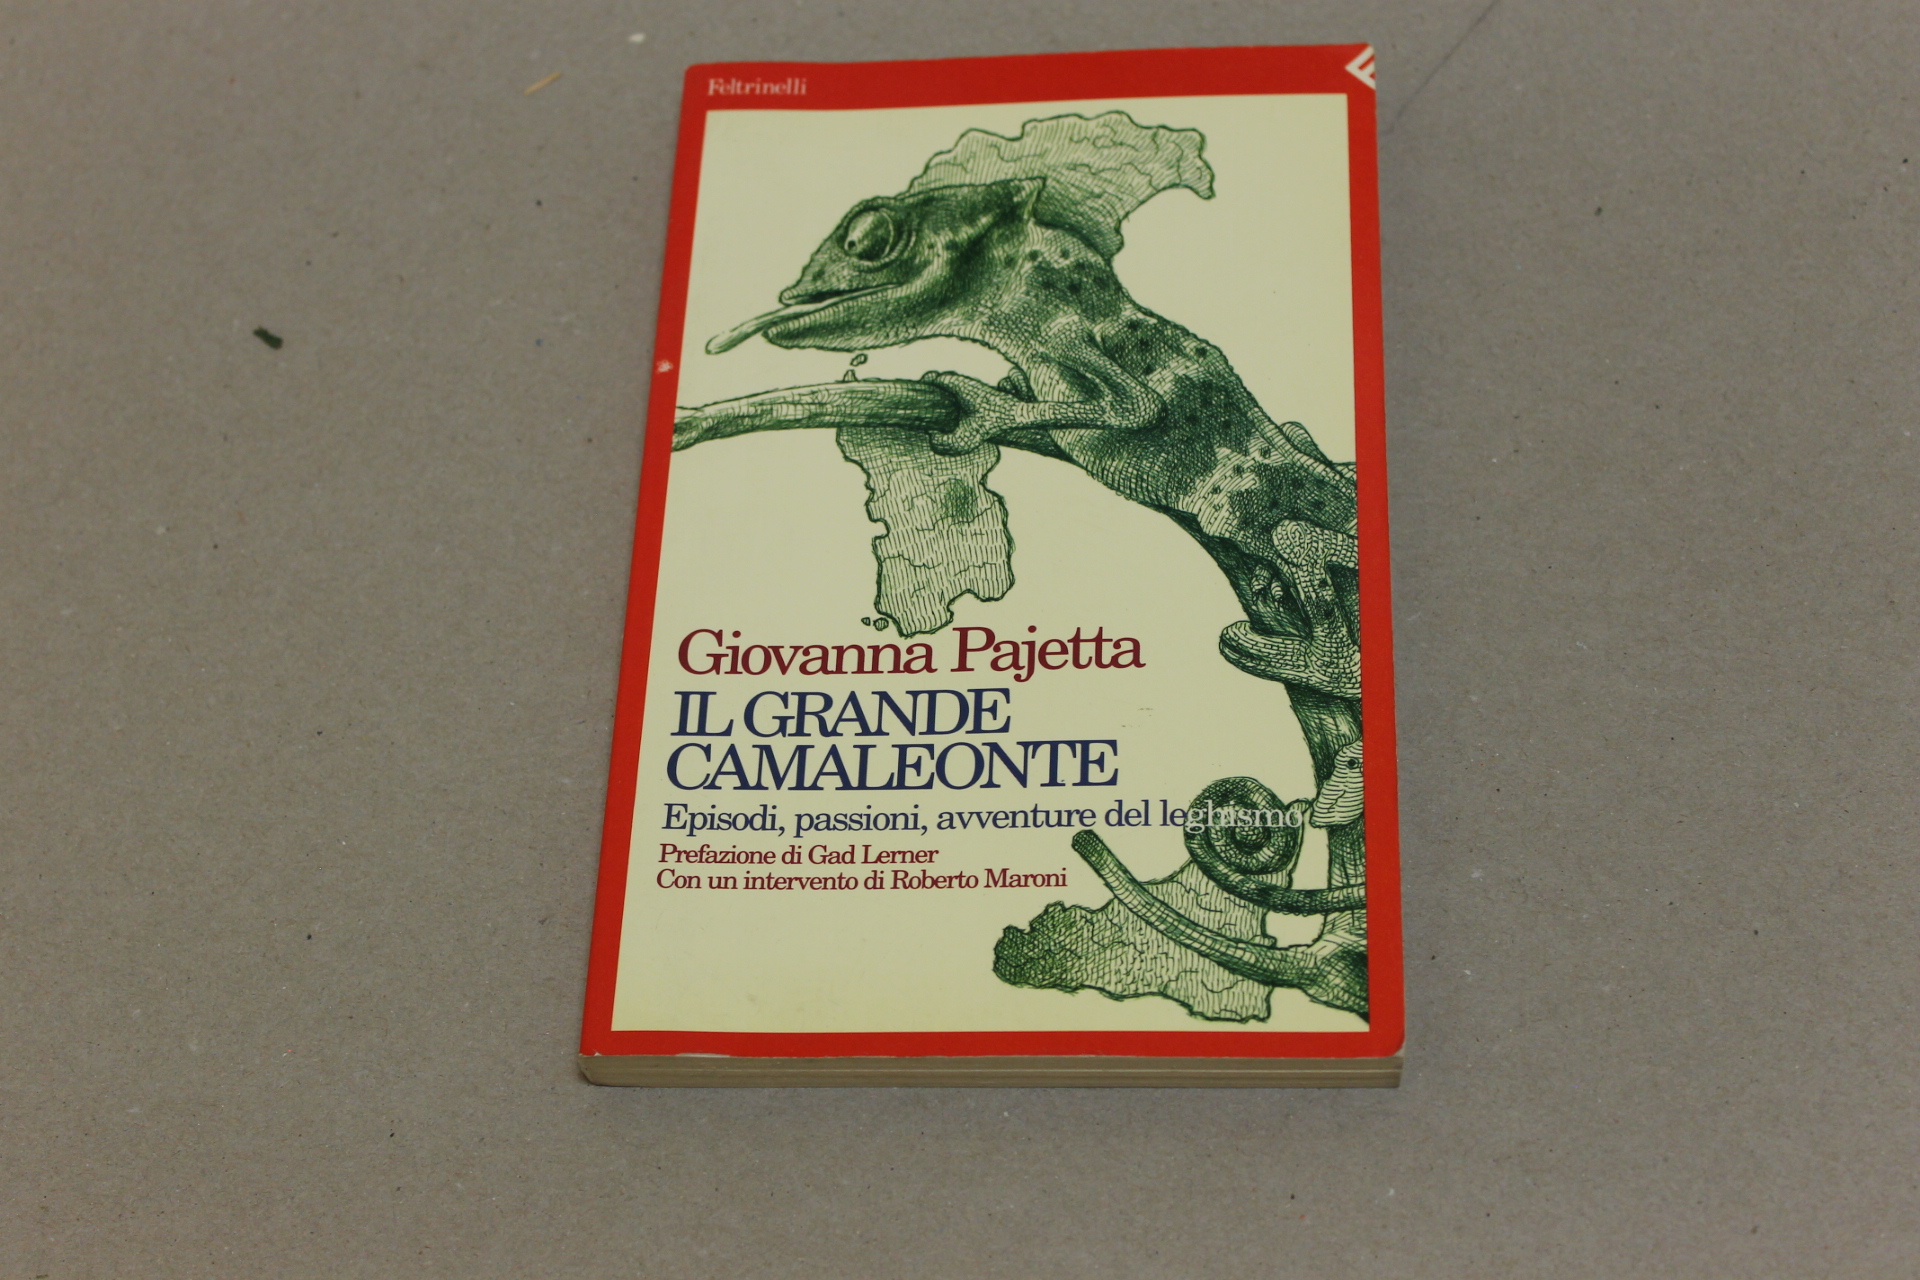 Feltrinelli
Giovanna Pajetta
IL GRANDE
CAMALEONTE
Episodi, passioni, avventure del leghismo
Prefazione di Gad Lerner
Con un intervento di Roberto Maroni